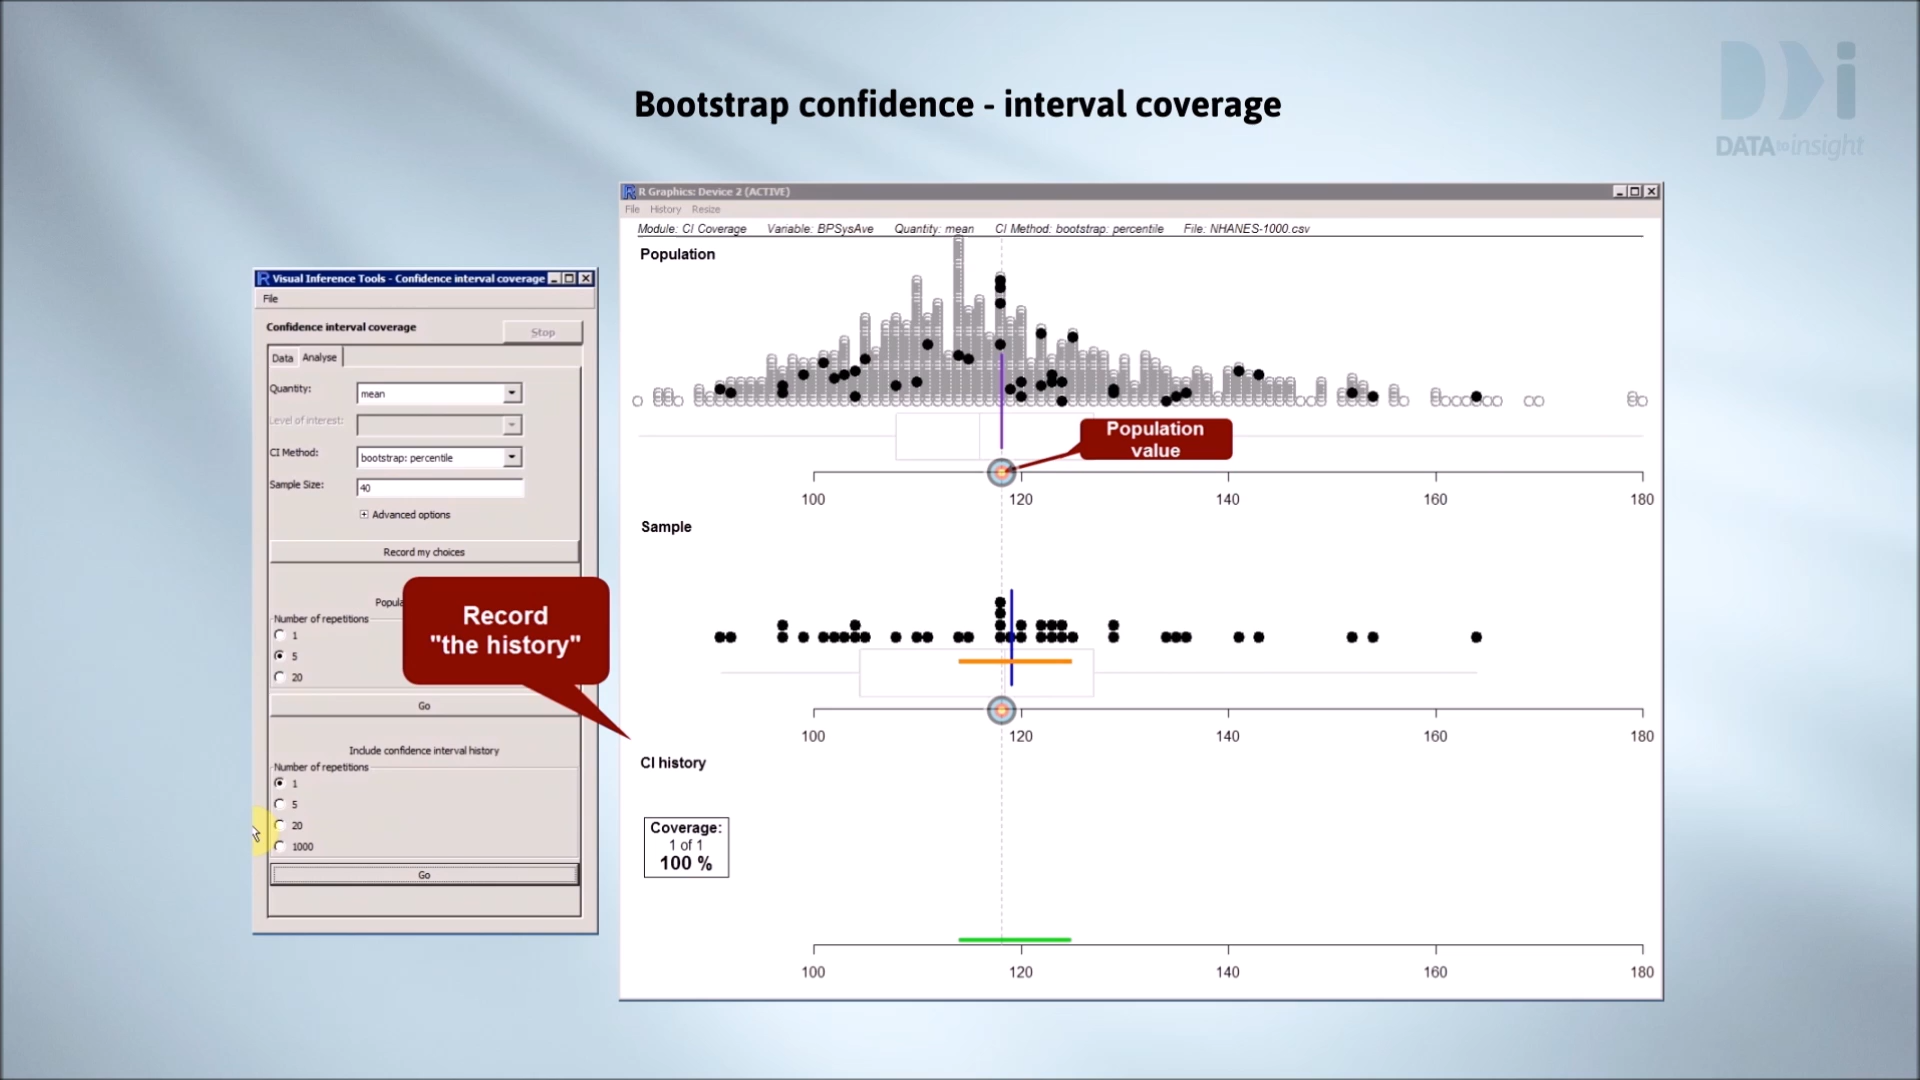 Bootstrap confidence - interval coverage
DATA to insight
R Graphics: Device 2 (ACTIVE)
File History Resize
Module: CI Coverage Variable: BPSysAve Quantity: mean CI Method: bootstrap: percentile File: NHANES-1000.csv
Population
Population
value
100 120 140 160 180
Sample
100 120 140 160 180
CI history
Coverage:
1 of 1
100 %
100 120 140 160 180
Visual Inference Tools - Confidence interval coverage
File
Confidence interval coverage
Stop
Data Analyse
Quantity: mean
Level of interest:
CI Method: bootstrap: percentile
Sample Size: 40
Advanced options
Record my choices
Record
"the history"
Number of repetitions
1
5
20
Go
Include confidence interval history
Number of repetitions
1
5
20
1000
Go